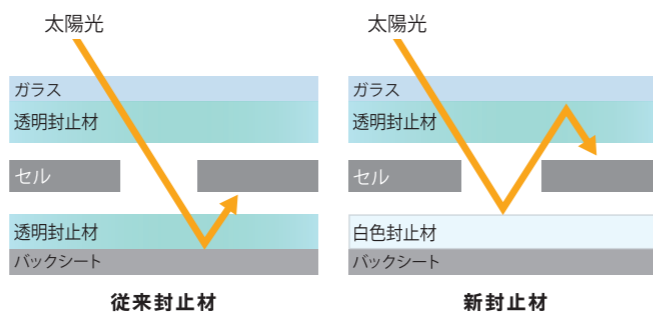 太陽光
ガラス
透明封止材
セル
透明封止材
バックシート
従来封止材
太陽光
ガラス
透明封止材
セル
白色封止材
バックシート
新封止材